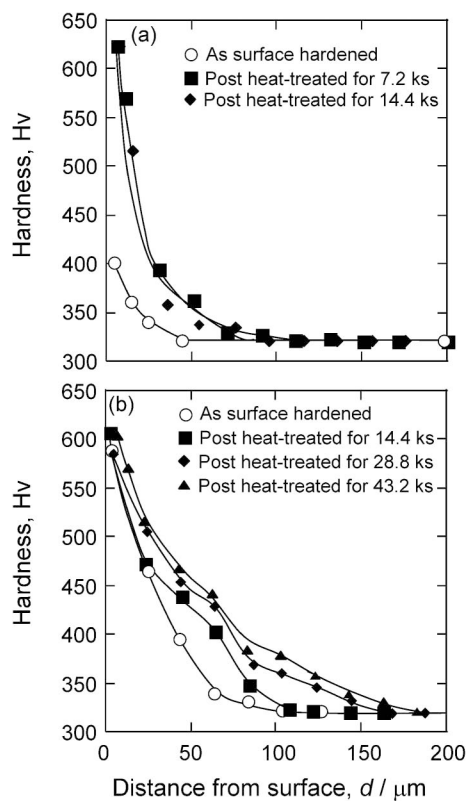 (a)
As surface hardened
Post heat-treated for 7.2 ks
Post heat-treated for 14.4 ks
Hardness, Hv
650
600
550
500
450
400
350
300
(b)
As surface hardened
Post heat-treated for 14.4 ks
Post heat-treated for 28.8 ks
Post heat-treated for 43.2 ks
Hardness, Hv
650
600
550
500
450
400
350
300
0 50 100 150 200
Distance from surface, d / μm